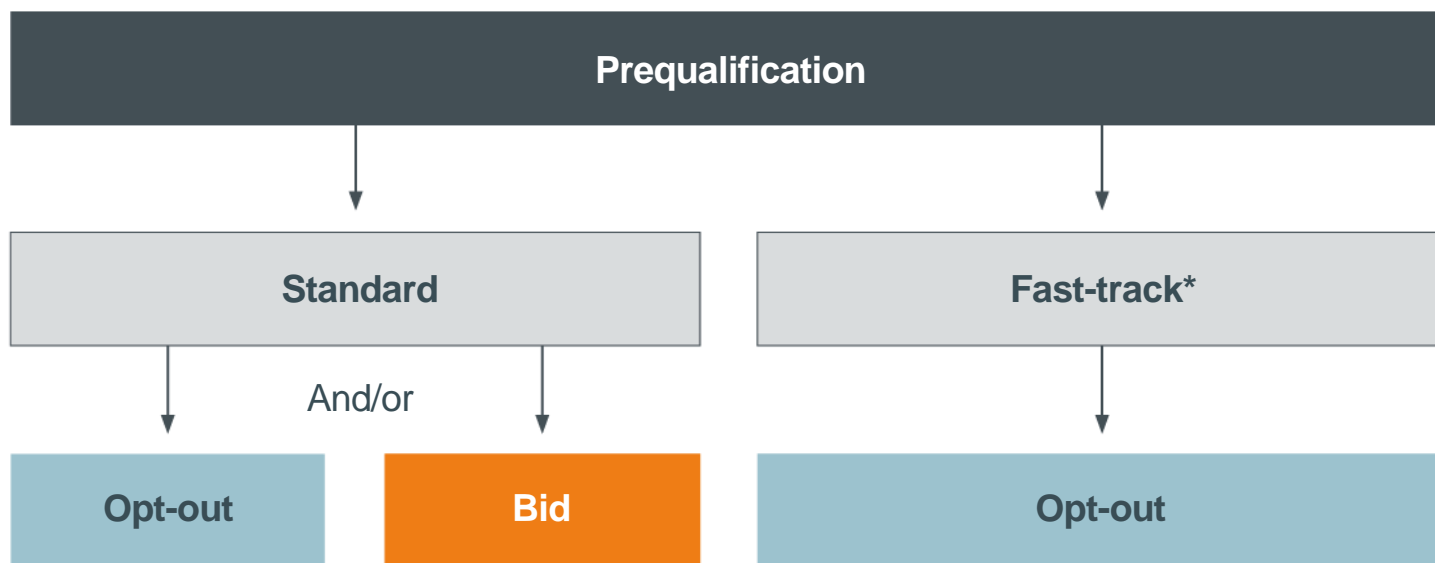 Prequalification
Standard
Fast-track*
And/or
Opt-out
Bid
Opt-out